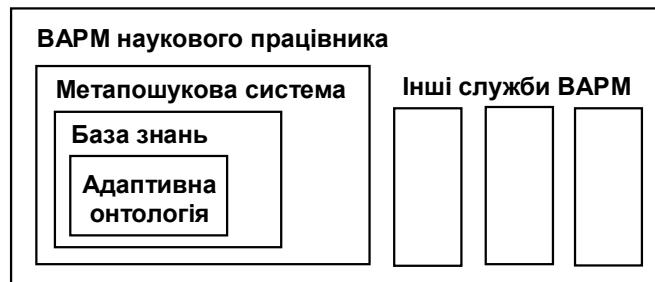 ВАРМ наукового працівника
Метапошукова система
Інші служби ВАРМ
База знань
Адаптивна
онтологія